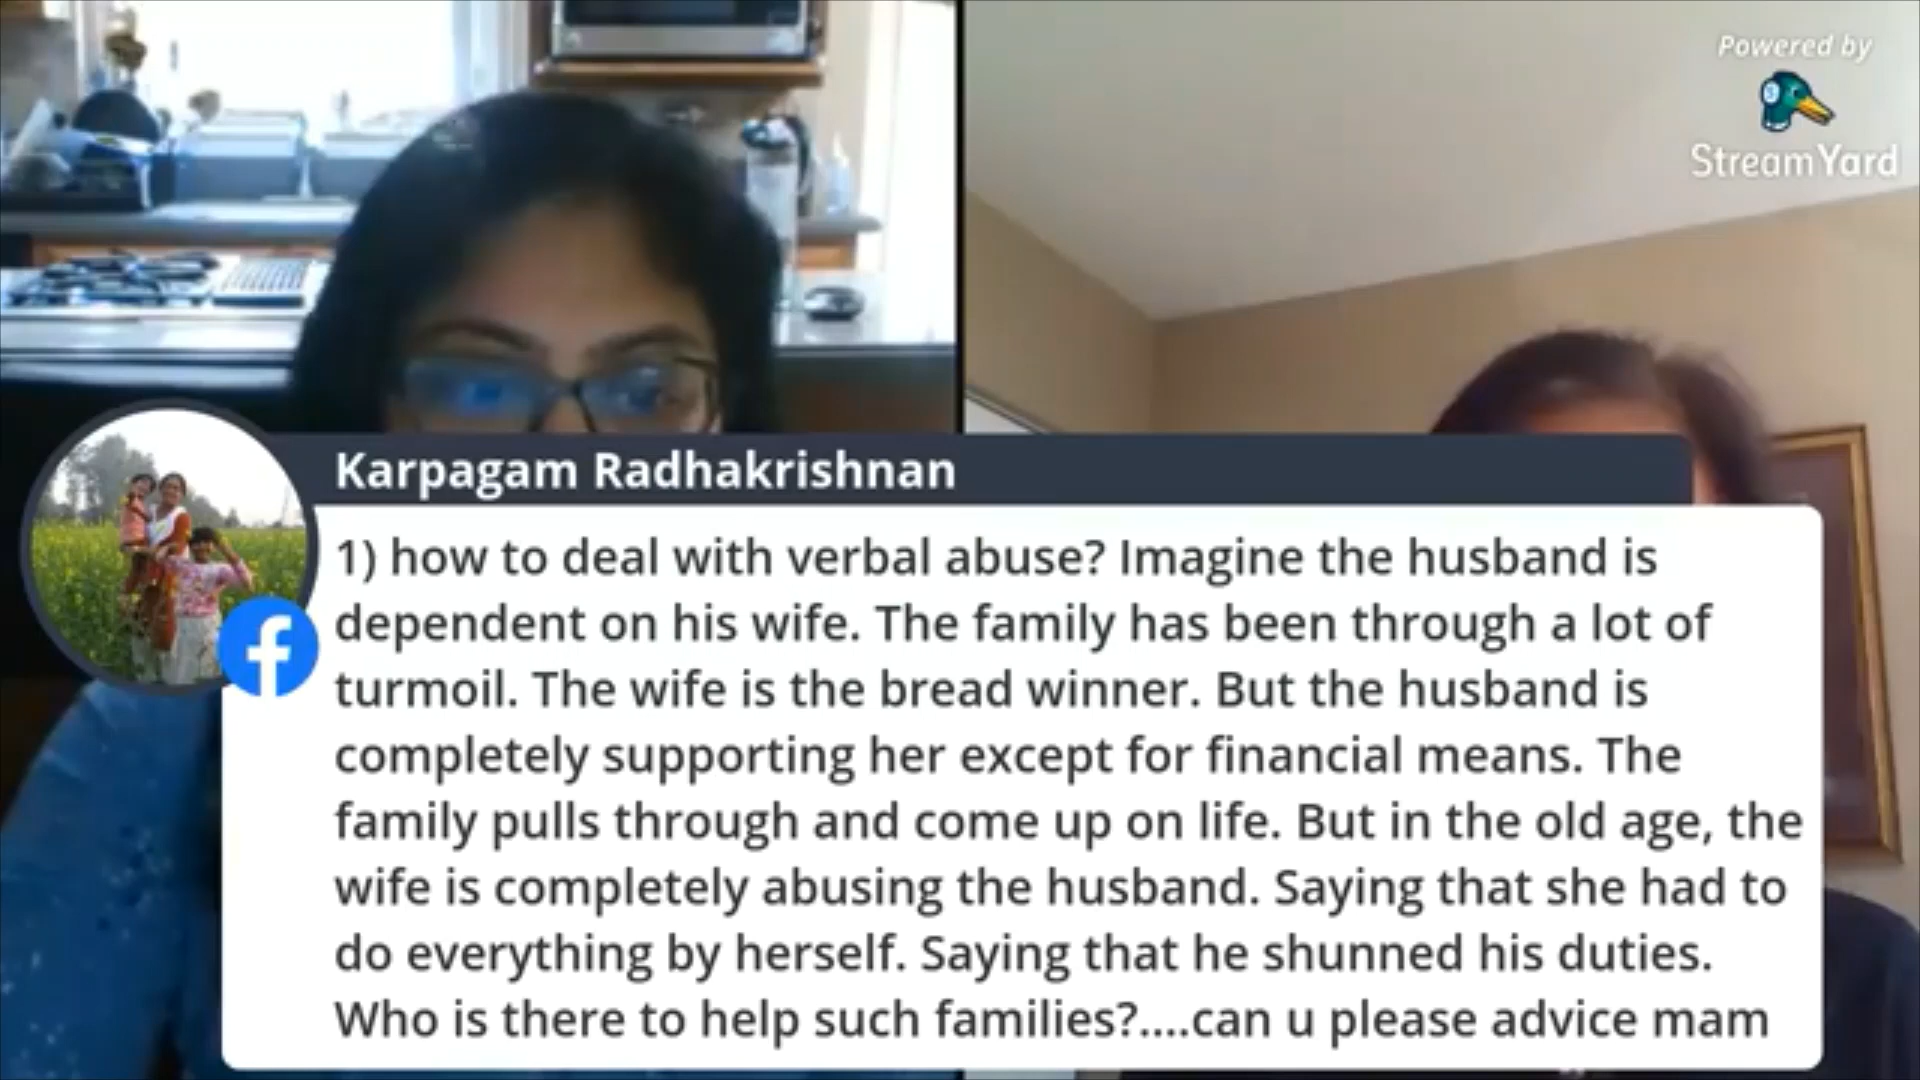 Powered by
StreamYard
Karpagam Radhakrishnan
1) how to deal with verbal abuse? Imagine the husband is
dependent on his wife. The family has been through a lot of
turmoil. The wife is the bread winner. But the husband is
completely supporting her except for financial means. The
family pulls through and come up on life. But in the old age, the
wife is completely abusing the husband. Saying that she had to
do everything by herself. Saying that he shunned his duties.
Who is there to help such families?....can u please advice mam